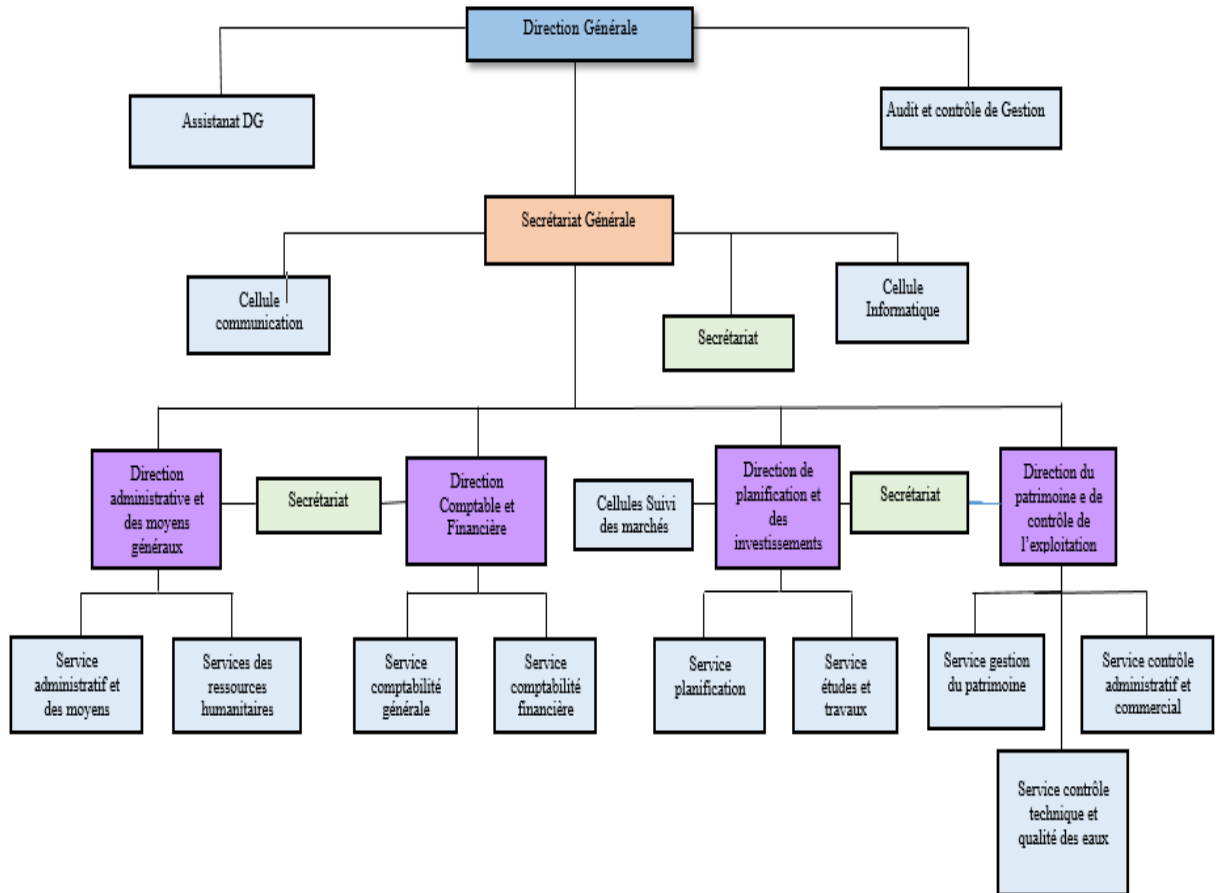 Direction Générale
Assistanat DG
Audit et contrôle de Gestion
Secrétariat Générale
Cellule
communication
Secrétariat
Cellule
Informatique
Direction
administrative et
des moyens
généraux
Secrétariat
Direction
Comptable et
Financière
Cellules Suivi
des marchés
Direction de
planification et
des
investissements
Secrétariat
Direction du
patrimoine e de
contrôle de
l’exploitation
Service
administratif et
des moyens
Services des
ressources
humanitaires
Service
comptabilité
générale
Service
comptabilité
financière
Service
planification
Service
études et
travaux
Service gestion
du patrimoine
Service contrôle
administratif et
commercial
Service contrôle
technique et
qualité des eaux